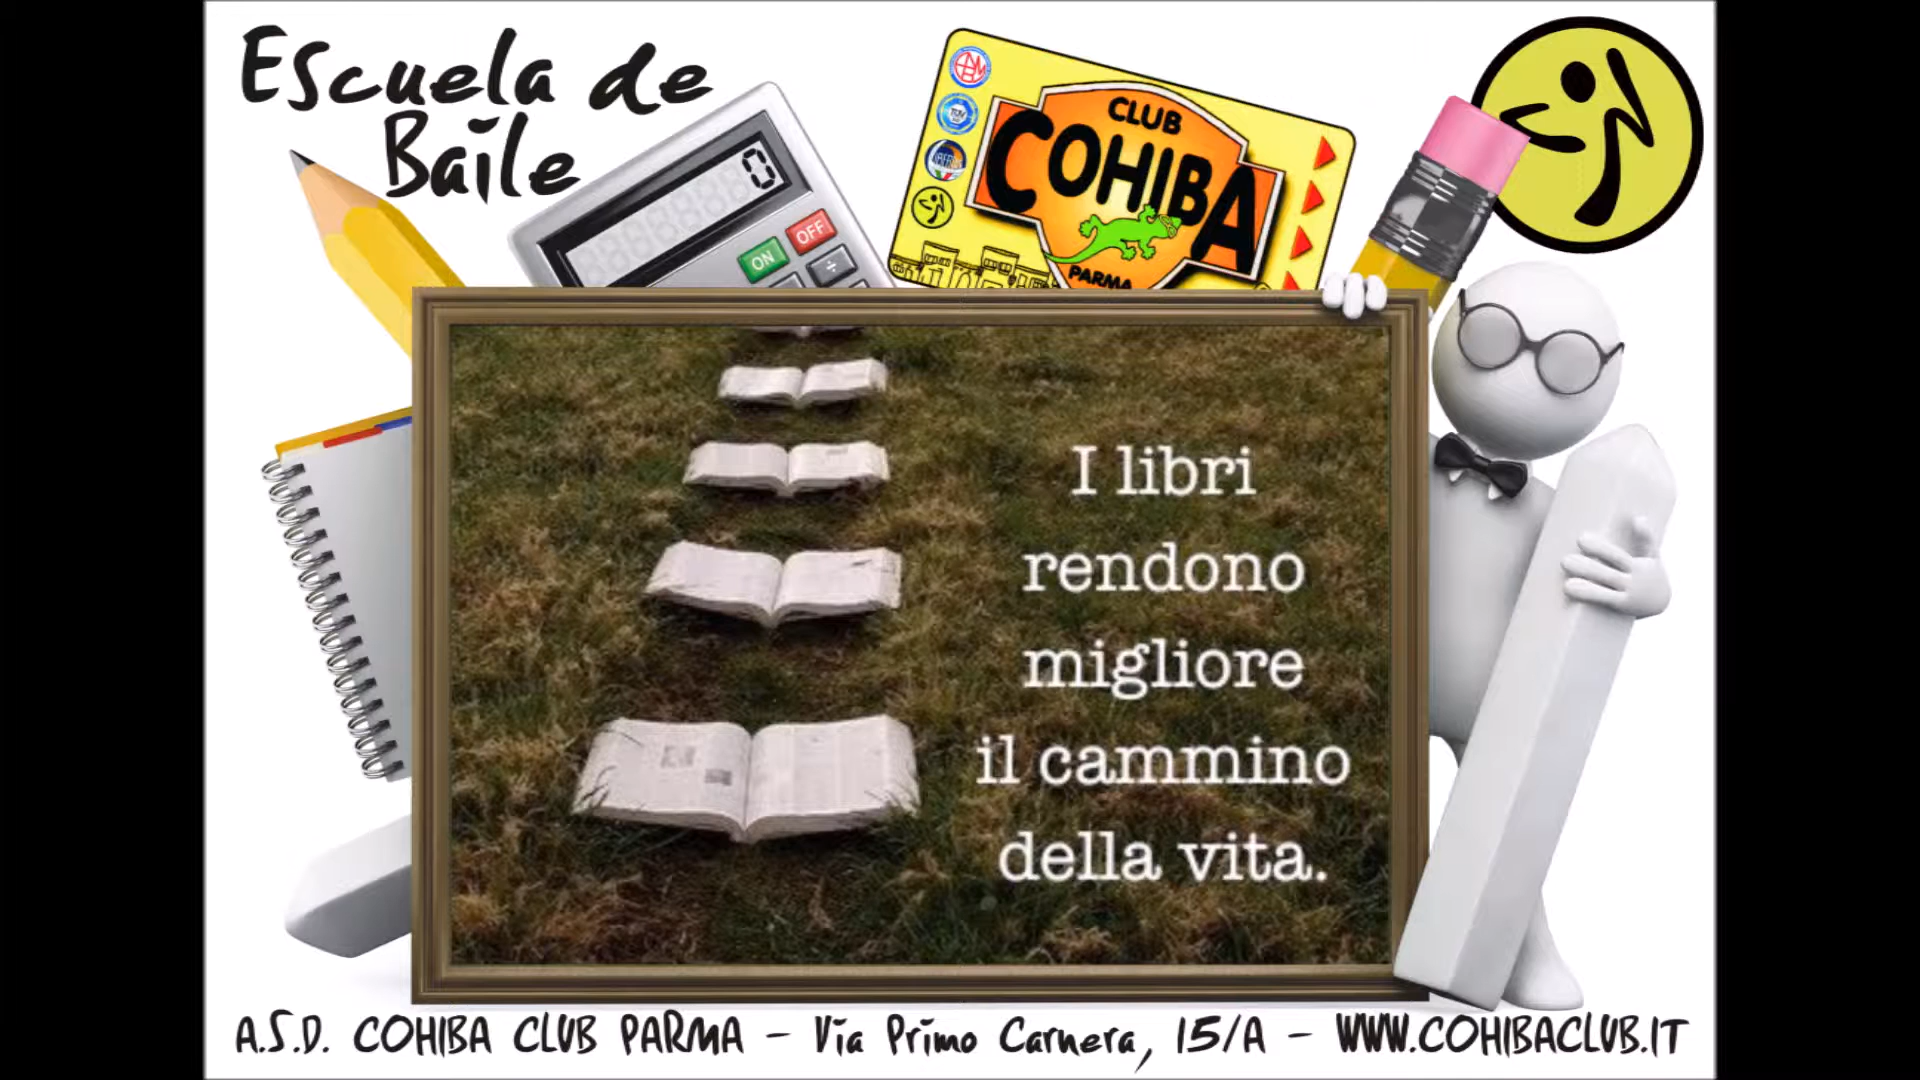 Escuela de
Baile
0
OFF
ON
÷
CLUB
COHIBA
PARMA
I libri
rendono
migliore
il cammino
della vita.
A.S.D. COHIBA CLUB PARMA - Via Primo Carnera, 15/A - WWW.COHIBACLUB.IT